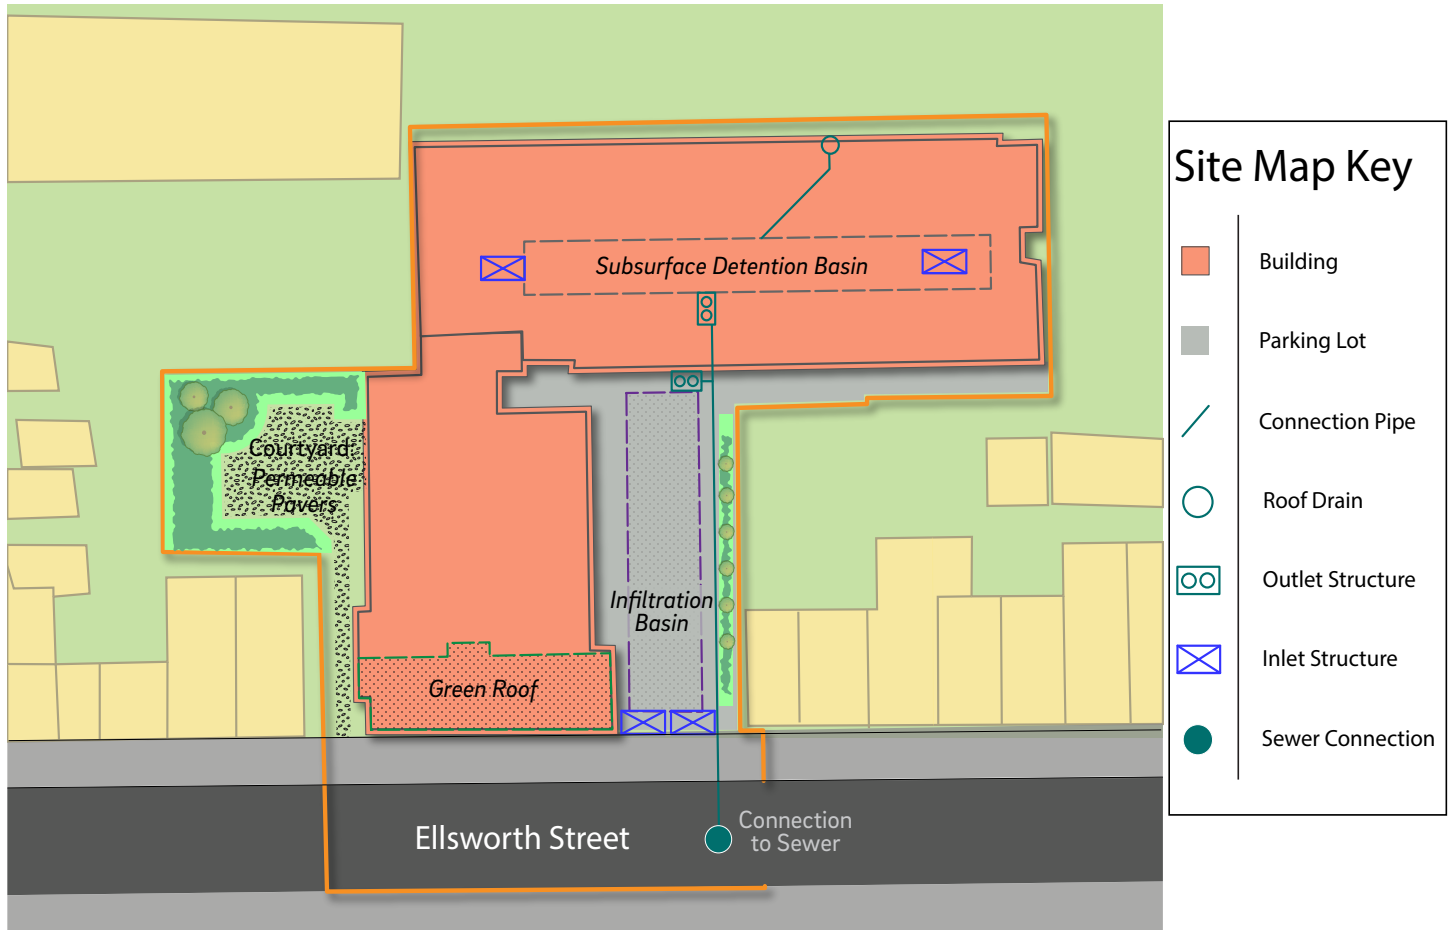 Subsurface Detention Basin
Courtyard:
Permeable
Pavers
Infiltration
Basin
Green Roof
Ellsworth Street
Connection
to Sewer
Site Map Key
Building
Parking Lot
Connection Pipe
Roof Drain
Outlet Structure
Inlet Structure
Sewer Connection